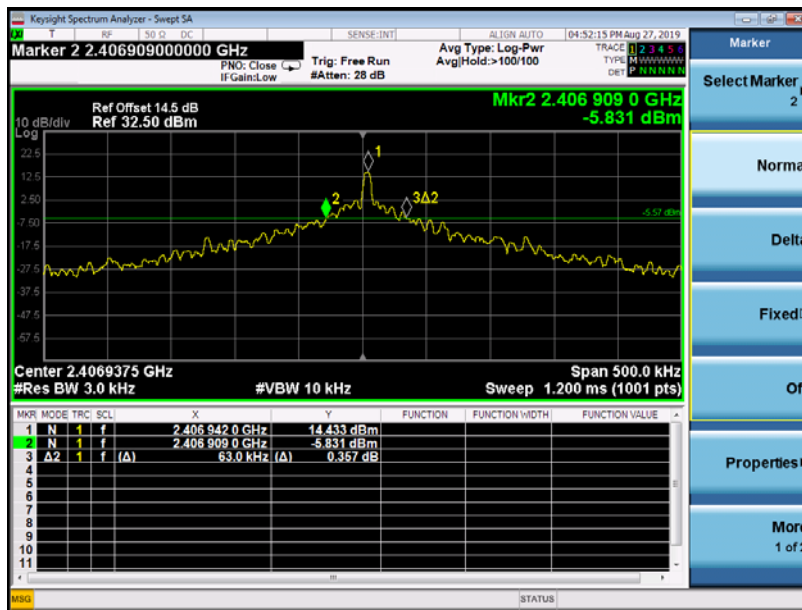 Keysight Spectrum Analyzer - Swept SA
T RF 50 Ω DC SENSE:INT ALIGN AUTO 04:52:15 PM Aug 27, 2019
Marker 2 2.406909000000 GHz
PNO: Close
IFGain:Low
Trig: Free Run
#Atten: 28 dB
Avg Type: Log-Pwr
Avg|Hold:>100/100
TRACE 1 2 3 4 5 6
TYPE M WWWWW
DET P N N N N N
Mkr2 2.406 909 0 GHz
-5.831 dBm
Ref Offset 14.5 dB
10 dB/div Ref 32.50 dBm
Log
22.5
12.5
2.50
-7.50
-17.5
-27.5
-37.5
-47.5
-57.5
1
2
3Δ2
-5.57 dBm
Center 2.4069375 GHz Span 500.0 kHz
#Res BW 3.0 kHz #VBW 10 kHz Sweep 1.200 ms (1001 pts)
MKR MODE TRC SCL X Y FUNCTION FUNCTION WIDTH FUNCTION VALUE
1 N 1 f 2.406 942 0 GHz 14.433 dBm
2 N 1 f 2.406 909 0 GHz -5.831 dBm
3 Δ2 1 f (Δ) 63.0 kHz (Δ) 0.357 dB
4
5
6
7
8
9
10
11
MSG STATUS
Marker
Select Marker
2
Norma
Delta
Fixed
Of
Properties
More
1 of 2